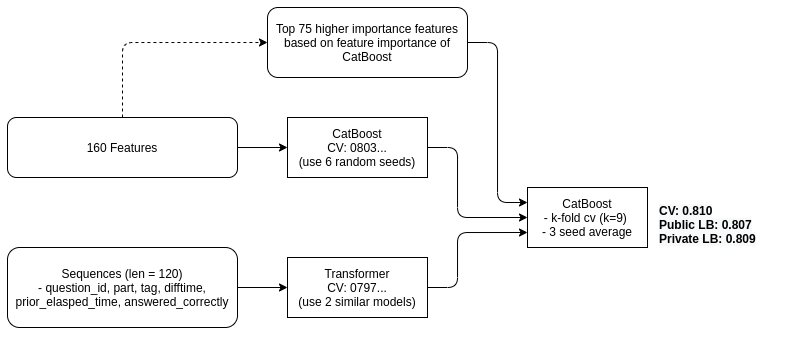 Top 75 higher importance features
based on feature importance of
CatBoost
160 Features
CatBoost
CV: 0803...
(use 6 random seeds)
CatBoost
- k-fold cv (k=9)
- 3 seed average
CV: 0.810
Public LB: 0.807
Private LB: 0.809
Sequences (len = 120)
- question_id, part, tag, difftime,
prior_elasped_time, answered_correctly
Transformer
CV: 0797...
(use 2 similar models)